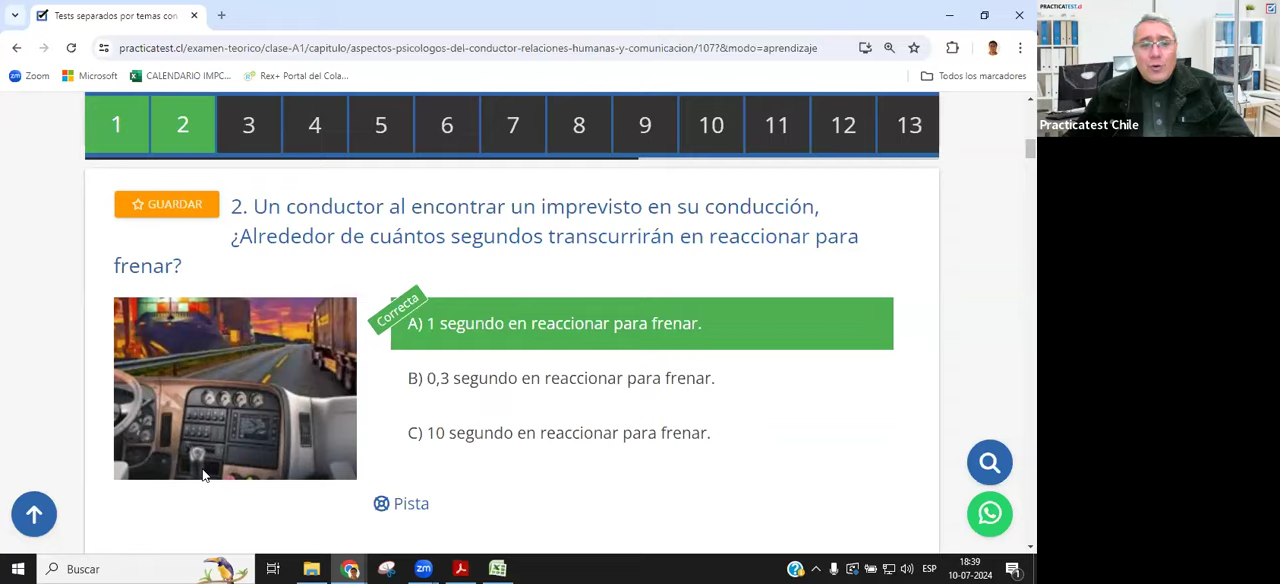 Tests separados por temas con
practicatest.cl/examen-teorico/clase-A1/capitulo/aspectos-psicologos-del-conductor-relaciones-humanas-y-comunicacion/107?&modo=aprendizaje
Zoom
Microsoft
CALENDARIO IMPC...
Rex+ Portal del Cola...
Todos los marcadores
PRACTICATEST.cl
Practicatest Chile
1 2 3 4 5 6 7 8 9 10 11 12 13
GUARDAR
2. Un conductor al encontrar un imprevisto en su conducción,
¿Alrededor de cuántos segundos transcurrirán en reaccionar para
frenar?
Correcta
A) 1 segundo en reaccionar para frenar.
B) 0,3 segundo en reaccionar para frenar.
C) 10 segundo en reaccionar para frenar.
Pista
Buscar
zm
ESP
18:39
10-07-2024